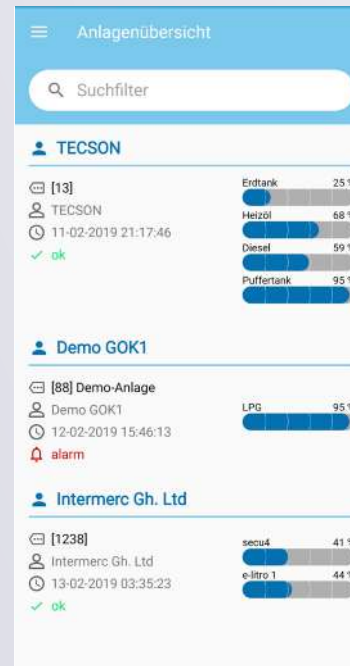 Anlagenübersicht
Suchfilter
TECSON
[13]
TECSON
11-02-2019 21:17:46
ok
Erdtank 25 %
Heizöl 68 %
Diesel 59 %
Puffertank 95 %
Demo GOK1
[88] Demo-Anlage
Demo GOK1
12-02-2019 15:46:13
alarm
LPG 95 %
Intermerc Gh. Ltd
[1238]
Intermerc Gh. Ltd
13-02-2019 03:35:23
ok
secu4 41 %
e-litro 1 44 %